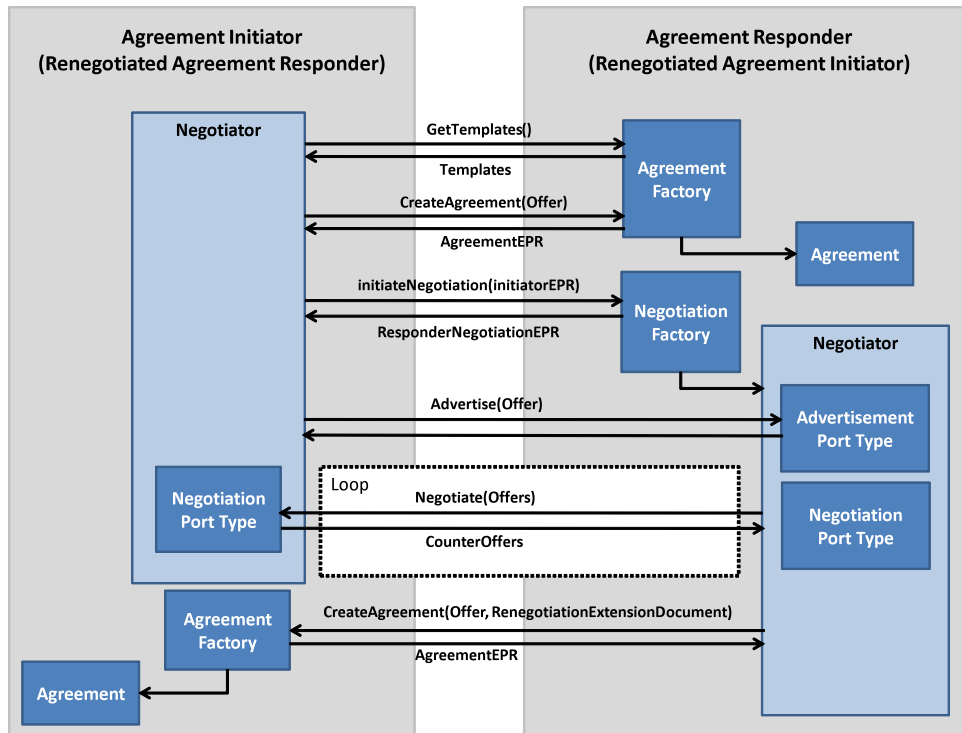 Agreement Initiator
(Renegotiated Agreement Responder)
Agreement Responder
(Renegotiated Agreement Initiator)
Negotiator
GetTemplates()
Templates
Agreement
Factory
CreateAgreement(Offer)
AgreementEPR
Agreement
initiateNegotiation(initiatorEPR)
ResponderNegotiationEPR
Negotiation
Factory
Negotiator
Advertise(Offer)
Advertisement
Port Type
Loop
Negotiation
Port Type
Negotiate(Offers)
CounterOffers
Negotiation
Port Type
CreateAgreement(Offer, RenegotiationExtensionDocument)
AgreementEPR
Agreement
Factory
Agreement